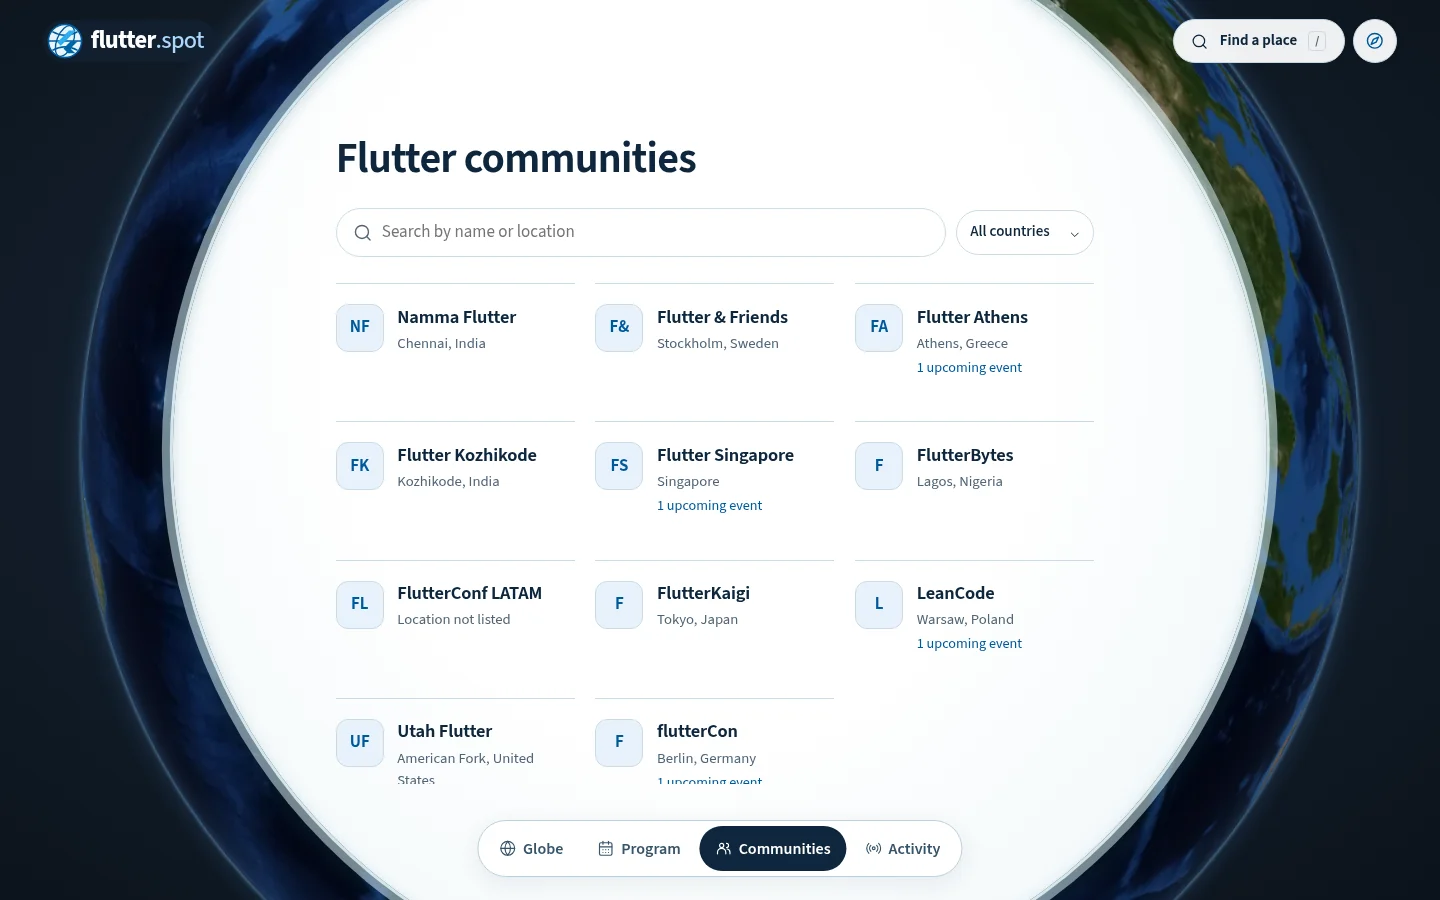 flutter.spot
Find a place /
Flutter communities
Search by name or location
All countries
NF
Namma Flutter
Chennai, India
F&
Flutter & Friends
Stockholm, Sweden
FA
Flutter Athens
Athens, Greece
1 upcoming event
FK
Flutter Kozhikode
Kozhikode, India
FS
Flutter Singapore
Singapore
1 upcoming event
F
FlutterBytes
Lagos, Nigeria
FL
FlutterConf LATAM
Location not listed
F
FlutterKaigi
Tokyo, Japan
L
LeanCode
Warsaw, Poland
1 upcoming event
UF
Utah Flutter
American Fork, United
States
F
flutterCon
Berlin, Germany
1 upcoming event
Globe
Program
Communities
Activity